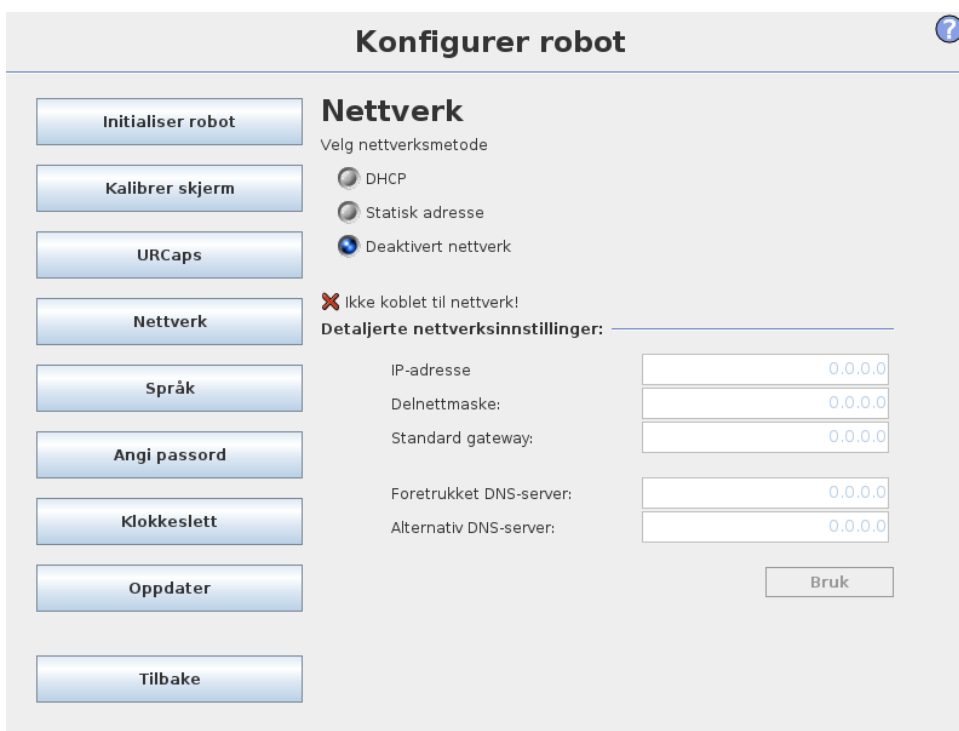 Konfigurer robot
?
Initialiser robot
Kalibrer skjerm
URCaps
Nettverk
Språk
Angi passord
Klokkeslett
Oppdater
Tilbake
Nettverk
Velg nettverksmetode
DHCP
Statisk adresse
Deaktivert nettverk
Ikke koblet til nettverk!
Detaljerte nettverksinnstillinger:
IP-adresse 0.0.0.0
Delnettmaske: 0.0.0.0
Standard gateway: 0.0.0.0
Foretrukket DNS-server: 0.0.0.0
Alternativ DNS-server: 0.0.0.0
Bruk